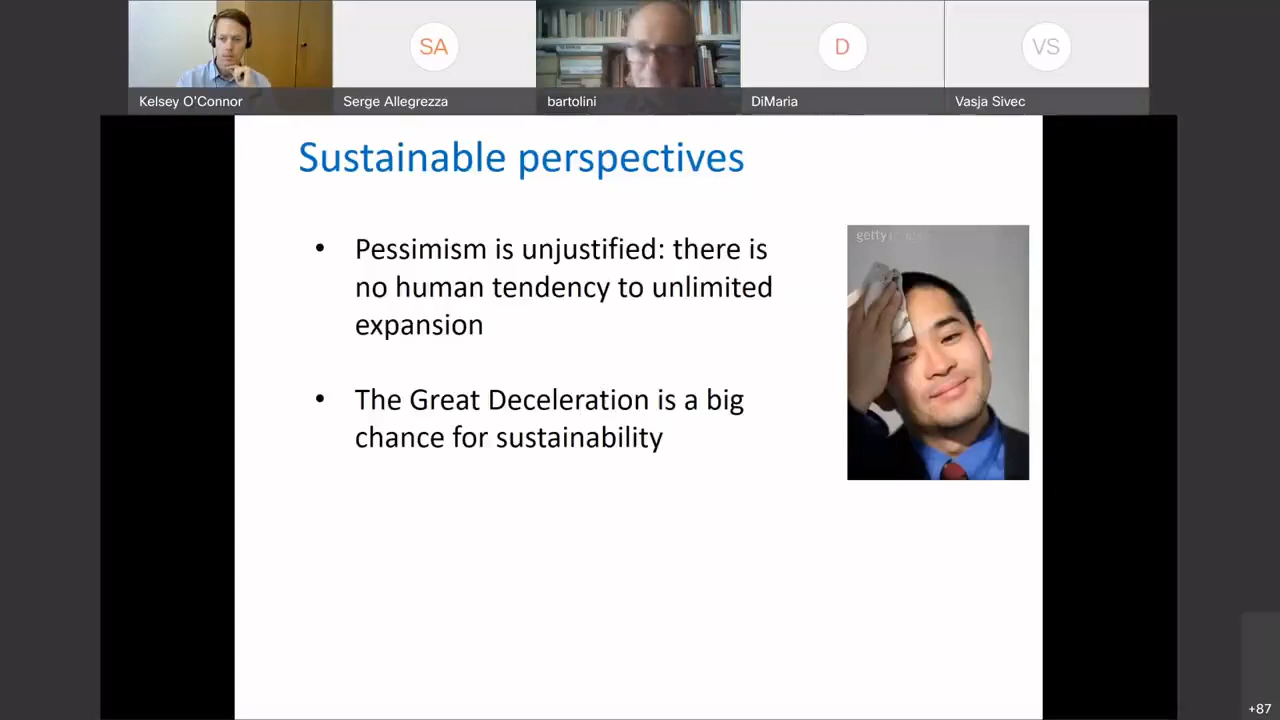 SA
D
VS
Kelsey O'Connor
Serge Allegrezza
bartolini
DiMaria
Vasja Sivec
Sustainable perspectives
• Pessimism is unjustified: there is
no human tendency to unlimited
expansion
getty
• The Great Deceleration is a big
chance for sustainability
+87